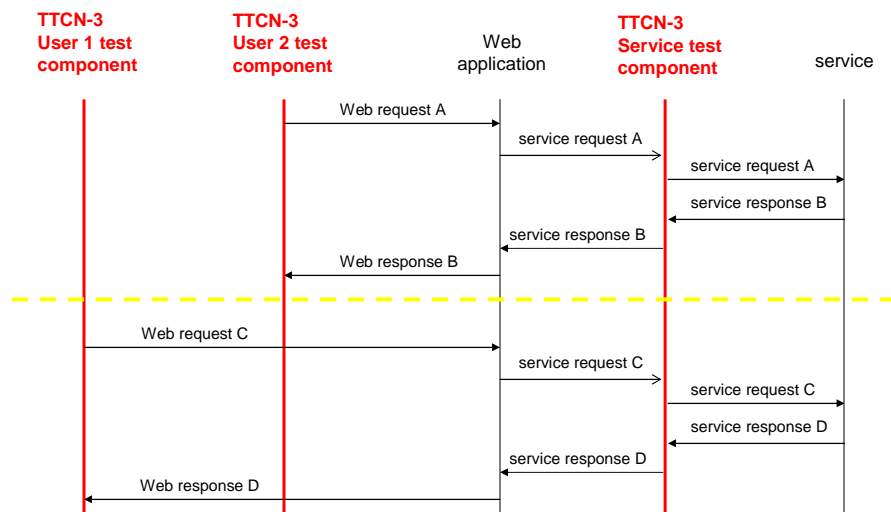 TTCN-3
User 1 test
component
TTCN-3
User 2 test
component
Web
application
TTCN-3
Service test
component
service
Web request A
service request A
service request A
service response B
service response B
Web response B
Web request C
service request C
service request C
service response D
service response D
Web response D